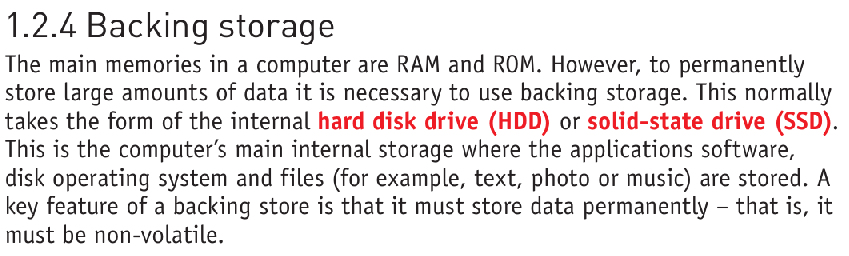 1.2.4 Backing storage
The main memories in a computer are RAM and ROM. However, to permanently
store large amounts of data it is necessary to use backing storage. This normally
takes the form of the internal hard disk drive (HDD) or solid-state drive (SSD).
This is the computer’s main internal storage where the applications software,
disk operating system and files (for example, text, photo or music) are stored. A
key feature of a backing store is that it must store data permanently – that is, it
must be non-volatile.